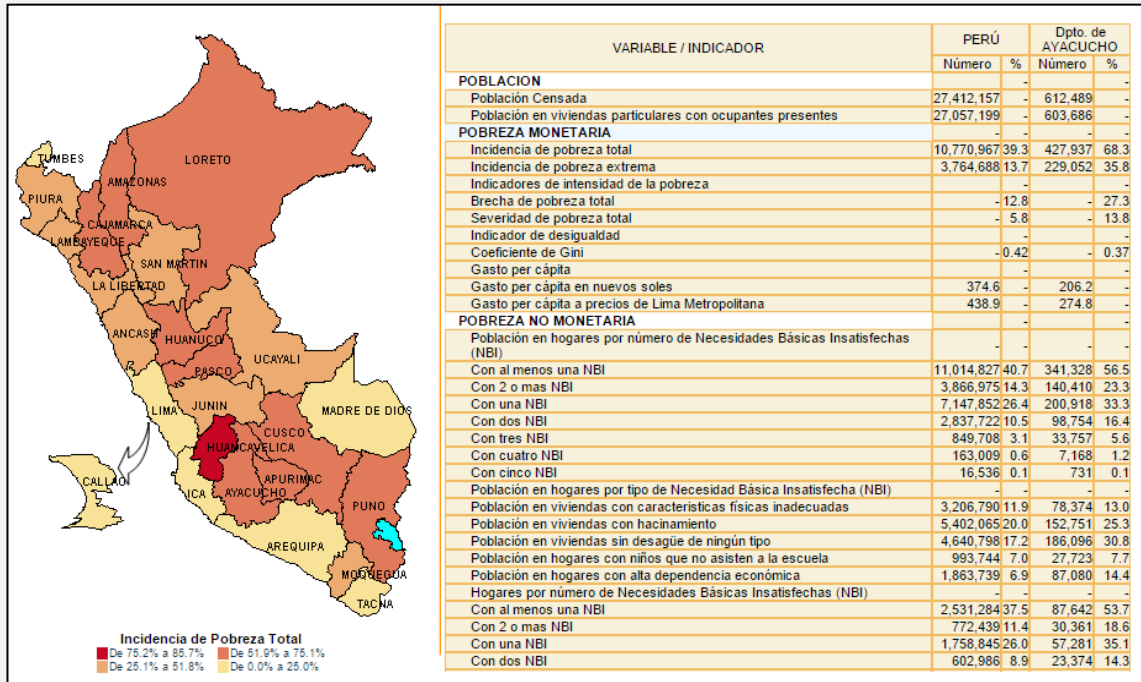 TUMBES
LORETO
AMAZONAS
PIURA
CAJAMARCA
LAMBAYEQUE
SAN MARTIN
LA LIBERTAD
ANCASH
HUANUCO
UCAYALI
PASCO
LIMA
JUNIN
MADRE DE DIOS
CUSCO
HUANCAVELICA
CALLAO
ICA
APURIMAC
AYACUCHO
PUNO
AREQUIPA
MOQUEGUA
TACNA
Incidencia de Pobreza Total
De 75.2% a 85.7% De 51.9% a 75.1%
De 25.1% a 51.8% De 0.0% a 25.0%
VARIABLE / INDICADOR PERÚ Dpto. de AYACUCHO
Número % Número %
POBLACION - -
Población Censada 27,412,157 - 612,489 -
Población en viviendas particulares con ocupantes presentes 27,057,199 - 603,686 -
POBREZA MONETARIA - -
Incidencia de pobreza total 10,770,967 39.3 427,937 68.3
Incidencia de pobreza extrema 3,764,688 13.7 229,052 35.8
Indicadores de intensidad de la pobreza - -
Brecha de pobreza total - 12.8 - 27.3
Severidad de pobreza total - 5.8 - 13.8
Indicador de desigualdad - -
Coeficiente de Gini - 0.42 - 0.37
Gasto per cápita - -
Gasto per cápita en nuevos soles 374.6 - 206.2 -
Gasto per cápita a precios de Lima Metropolitana 438.9 - 274.8 -
POBREZA NO MONETARIA - -
Población en hogares por número de Necesidades Básicas Insatisfechas
(NBI) - - - -
Con al menos una NBI 11,014,827 40.7 341,328 56.5
Con 2 o mas NBI 3,866,975 14.3 140,410 23.3
Con una NBI 7,147,852 26.4 200,918 33.3
Con dos NBI 2,837,722 10.5 98,754 16.4
Con tres NBI 849,708 3.1 33,757 5.6
Con cuatro NBI 163,009 0.6 7,168 1.2
Con cinco NBI 16,536 0.1 731 0.1
Población en hogares por tipo de Necesidad Básica Insatisfecha (NBI) - - - -
Población en viviendas con caracteristicas físicas inadecuadas 3,206,790 11.9 78,374 13.0
Población en viviendas con hacinamiento 5,402,065 20.0 152,751 25.3
Población en viviendas sin desagüe de ningún tipo 4,640,798 17.2 186,096 30.8
Población en hogares con niños que no asisten a la escuela 993,744 7.0 27,723 7.7
Población en hogares con alta dependencia económica 1,863,739 6.9 87,080 14.4
Hogares por número de Necesidades Básicas Insatisfechas (NBI) - - - -
Con al menos una NBI 2,531,284 37.5 87,642 53.7
Con 2 o mas NBI 772,439 11.4 30,361 18.6
Con una NBI 1,758,845 26.0 57,281 35.1
Con dos NBI 602,986 8.9 23,374 14.3